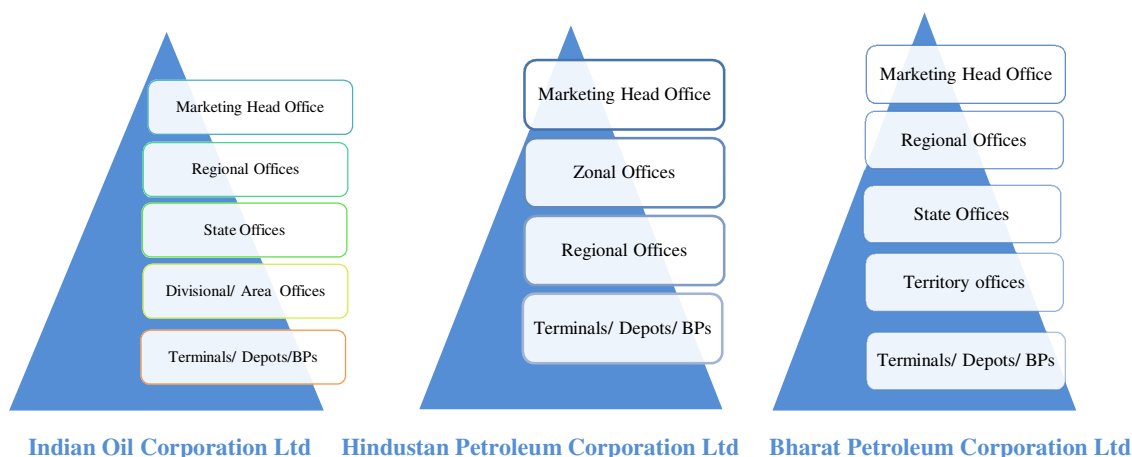 Marketing Head Office
Regional Offices
State Offices
Divisional/ Area Offices
Terminals/ Depots/BPs
Indian Oil Corporation Ltd
Marketing Head Office
Zonal Offices
Regional Offices
Terminals/ Depots/ BPs
Hindustan Petroleum Corporation Ltd
Marketing Head Office
Regional Offices
State Offices
Territory offices
Terminals/ Depots/ BPs
Bharat Petroleum Corporation Ltd